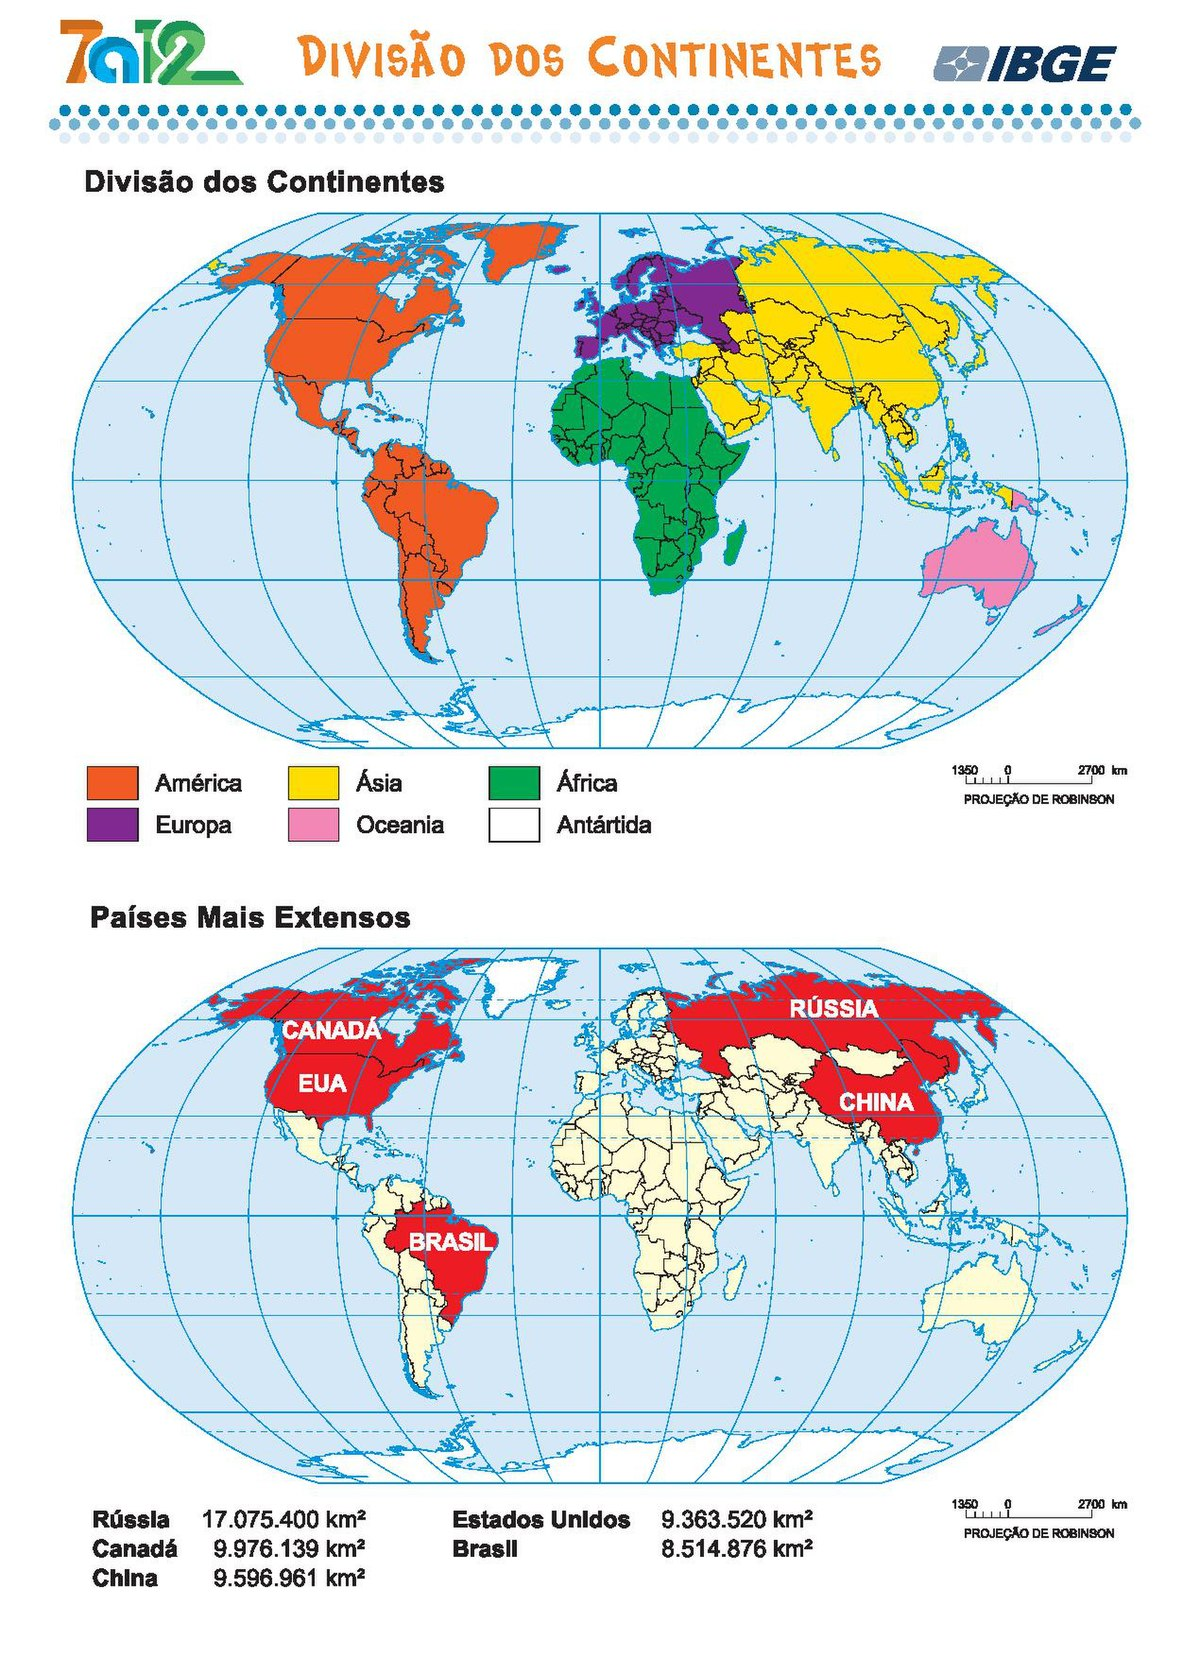 7a12
DIVISÃO DOS CONTINENTES
IBGE
Divisão dos Continentes
América
Ásia
África
Europa
Oceania
Antártida
1350 0 2700 km
PROJEÇÃO DE ROBINSON
Países Mais Extensos
CANADÁ
RÚSSIA
EUA
CHINA
BRASIL
Rússia 17.075.400 km²
Canadá 9.976.139 km²
China 9.596.961 km²
Estados Unidos 9.363.520 km²
Brasil 8.514.876 km²
1350 0 2700 km
PROJEÇÃO DE ROBINSON